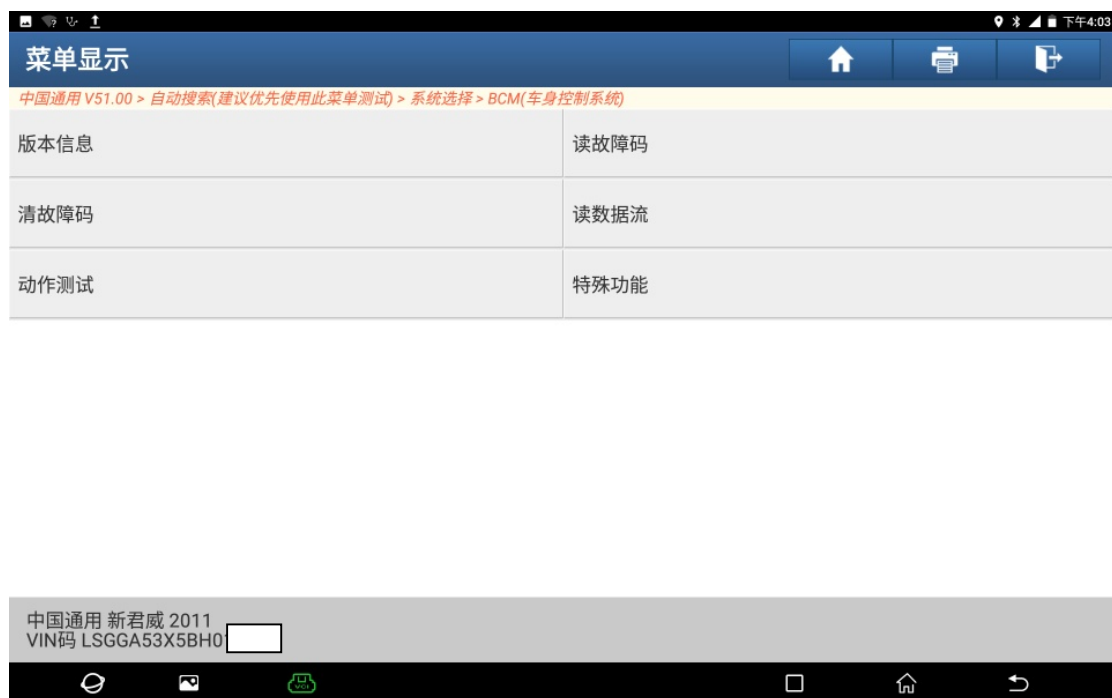 下午4:03
菜单显示
中国通用 V51.00 > 自动搜索(建议优先使用此菜单测试) > 系统选择 > BCM(车身控制系统)
版本信息
读故障码
清故障码
读数据流
动作测试
特殊功能
中国通用 新君威 2011
VIN码 LSGGA53X5BH0